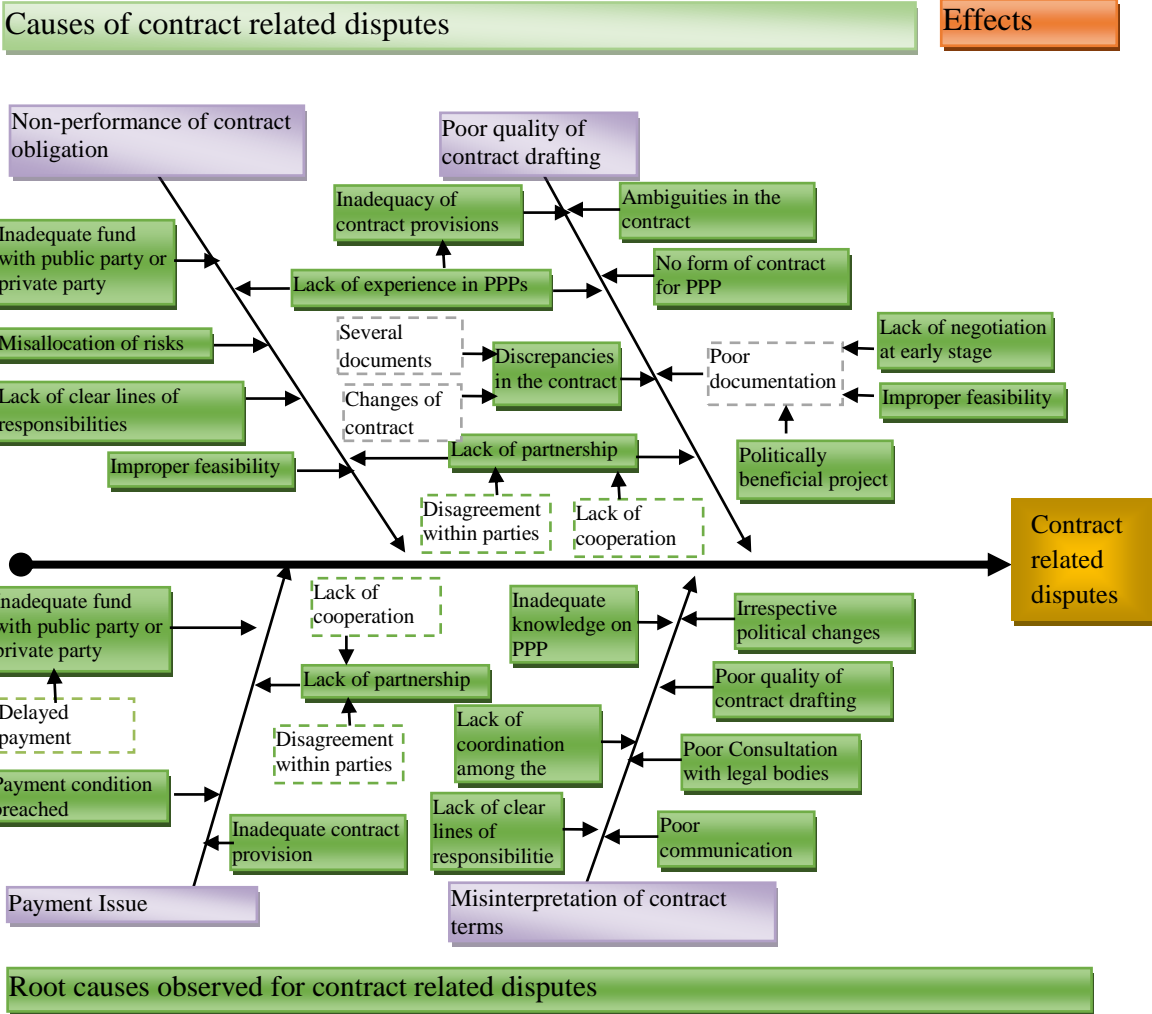 Causes of contract related disputes
Effects
Non-performance of contract
obligation
Poor quality of
contract drafting
Inadequacy of
contract provisions
Ambiguities in the
contract
Inadequate fund
with public party or
private party
No form of contract
for PPP
Lack of experience in PPPs
Several
documents
Lack of negotiation
at early stage
Misallocation of risks
Discrepancies
in the contract
Poor
documentation
Changes of
contract
Improper feasibility
Lack of clear lines of
responsibilities
Lack of partnership
Improper feasibility
Politically
beneficial project
Disagreement
within parties
Lack of
cooperation
Contract
related
disputes
Inadequate fund
with public party or
private party
Lack of
cooperation
Inadequate
knowledge on
PPP
Irrespective
political changes
Lack of partnership
Poor quality of
contract drafting
Delayed
payment
Disagreement
within parties
Lack of
coordination
among the
Poor Consultation
with legal bodies
Payment condition
breached
Lack of clear
lines of
responsibilitie
Inadequate contract
provision
Poor
communication
Payment Issue
Misinterpretation of contract
terms
Root causes observed for contract related disputes